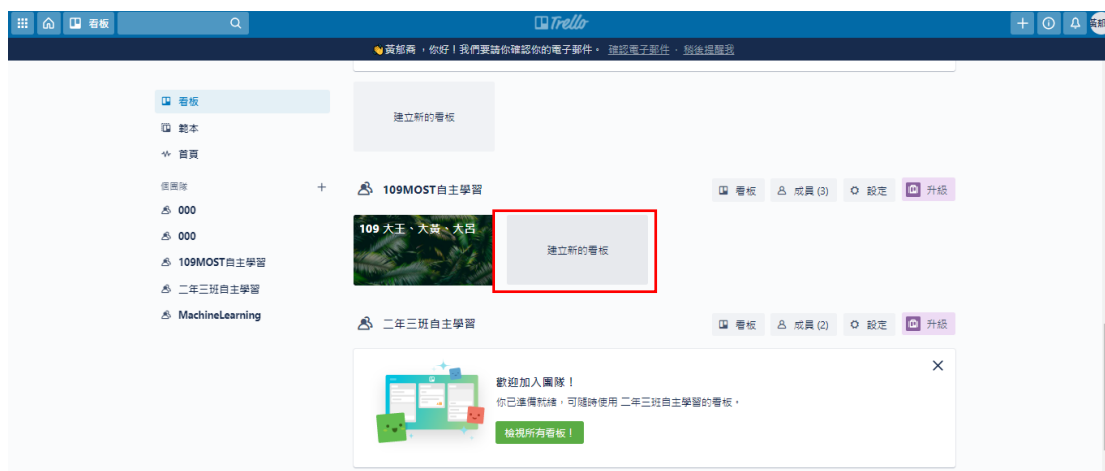 看板
Trello
黃郁喬，你好！我們要請你確認你的電子郵件。 確認電子郵件 · 稍後提醒我
看板
範本
首頁
個團隊
000
000
109MOST自主學習
二年三班自主學習
MachineLearning
建立新的看板
109MOST自主學習
看板 成員 (3) 設定 升級
109 大王、大黃、大呂
建立新的看板
二年三班自主學習
看板 成員 (2) 設定 升級
歡迎加入團隊！
你已準備就緒，可隨時使用 二年三班自主學習的看板。
檢視所有看板！